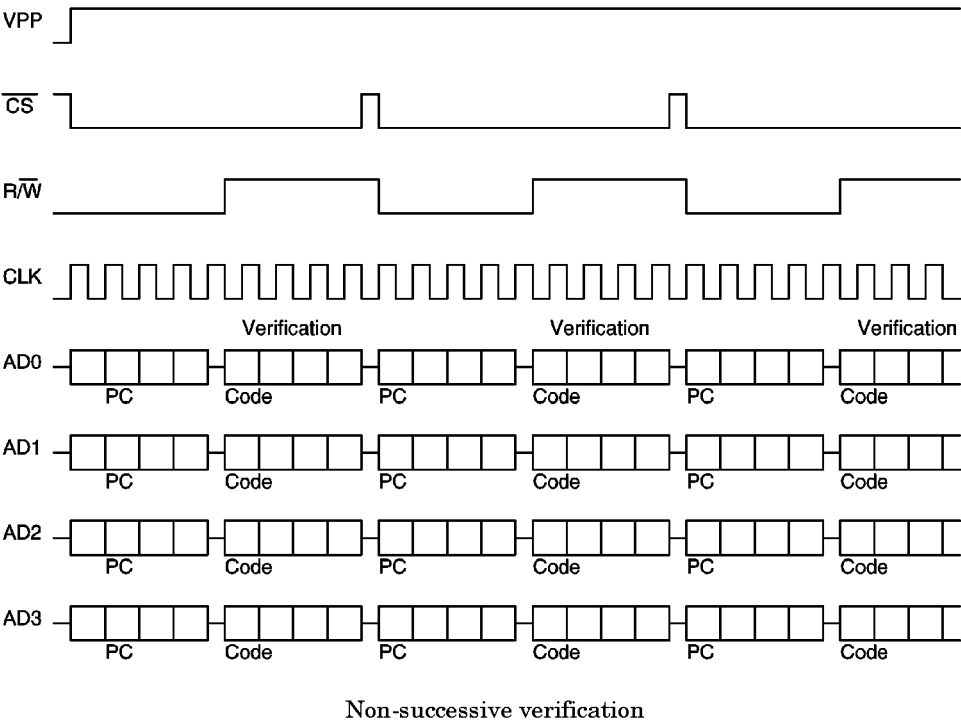 VPP
C̅S̅
R/W̅
CLK
Verification Verification Verification
AD0
PC Code PC Code PC Code
AD1
PC Code PC Code PC Code
AD2
PC Code PC Code PC Code
AD3
PC Code PC Code PC Code
Non-successive verification